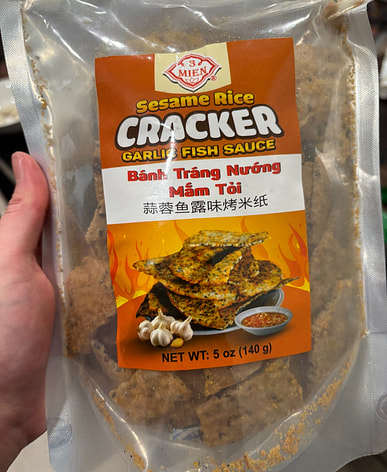 3
MIEN
Sesame Rice
CRACKER
GARLIC FISH SAUCE
Bánh Tráng Nướng
Mắm Tỏi
蒜蓉鱼露味烤米纸
NET WT: 5 oz (140 g)